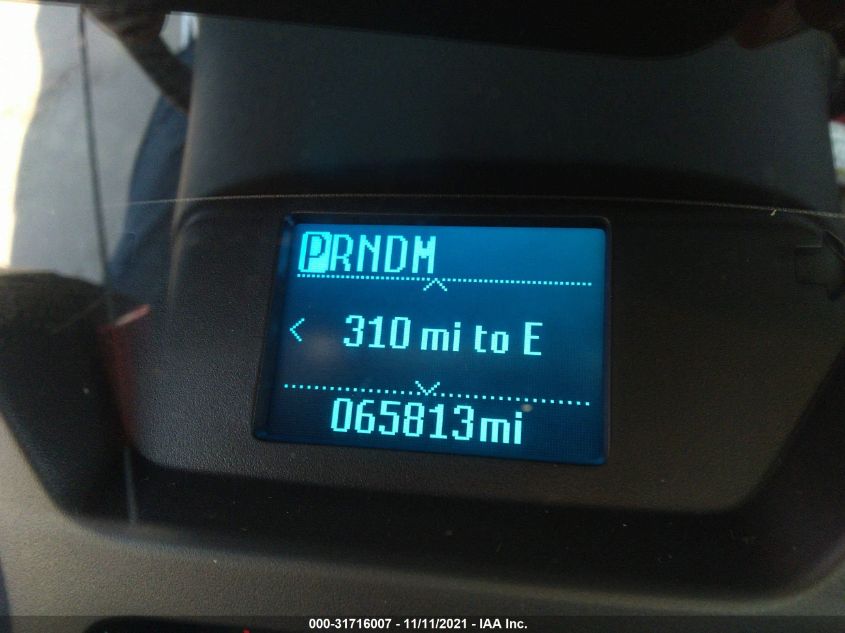 PRNDM
< 310 mi to E
065813mi
000-31716007 - 11/11/2021 - IAA Inc.